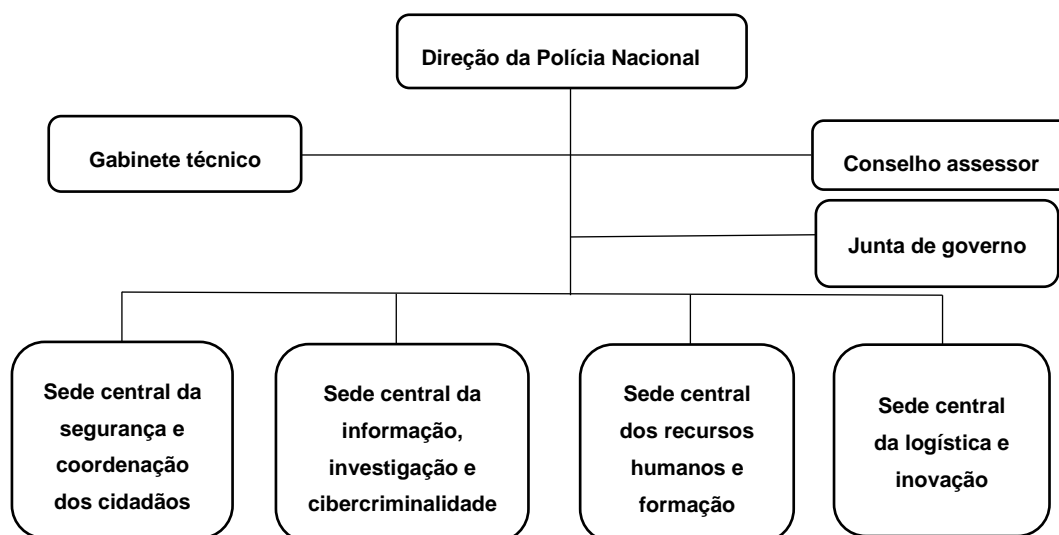 Direção da Polícia Nacional
Gabinete técnico
Conselho assessor
Junta de governo
Sede central da
segurança e
coordenação
dos cidadãos
Sede central da
informação,
investigação e
cibercriminalidade
Sede central
dos recursos
humanos e
formação
Sede central
da logística e
inovação